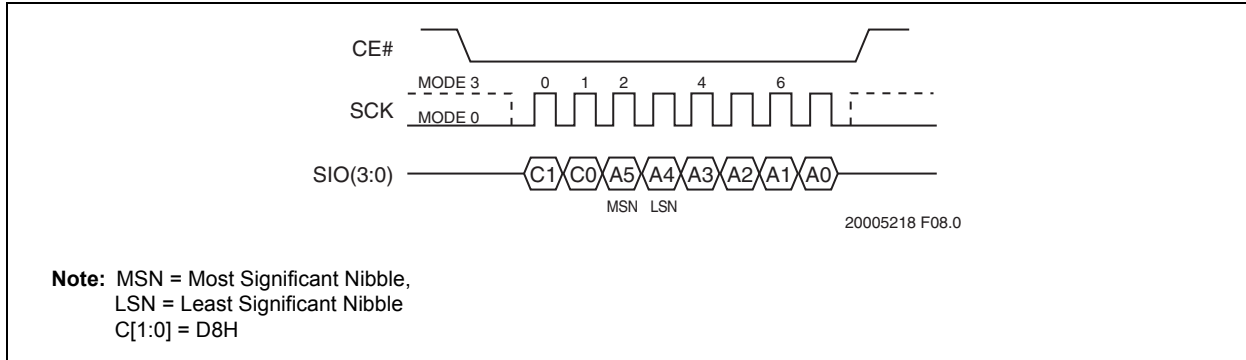 CE#
MODE 3 0 1 2 4 6
SCK
MODE 0
SIO(3:0) C1 C0 A5 A4 A3 A2 A1 A0
MSN LSN
20005218 F08.0
Note: MSN = Most Significant Nibble,
LSN = Least Significant Nibble
C[1:0] = D8H